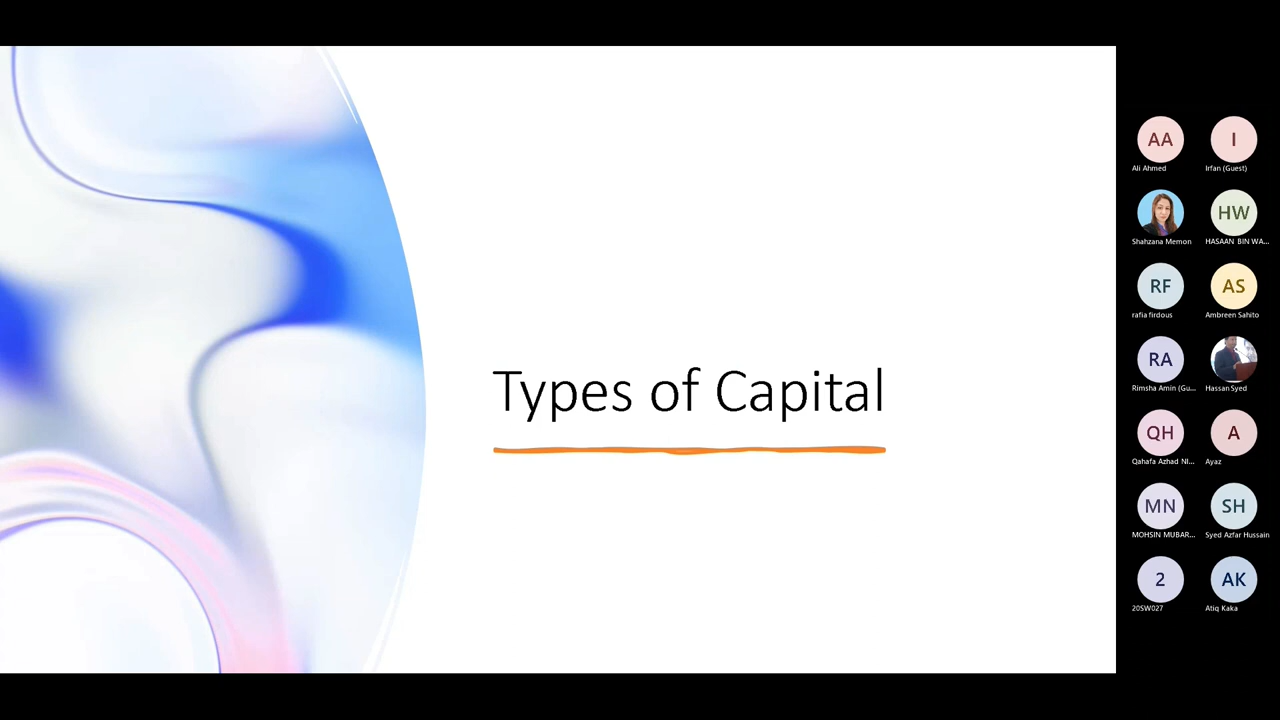 Types of Capital
AA
Ali Ahmed
I
Irfan (Guest)
Shahzana Memon
HW
HASAAN BIN WA...
RF
rafia firdous
AS
Ambreen Sahito
RA
Rimsha Amin (Gu...
Hassan Syed
QH
Qahafa Azhad NI...
A
Ayaz
MN
MOHSIN MUBAR...
SH
Syed Azfar Hussain
2
20SW027
AK
Atiq Kaka